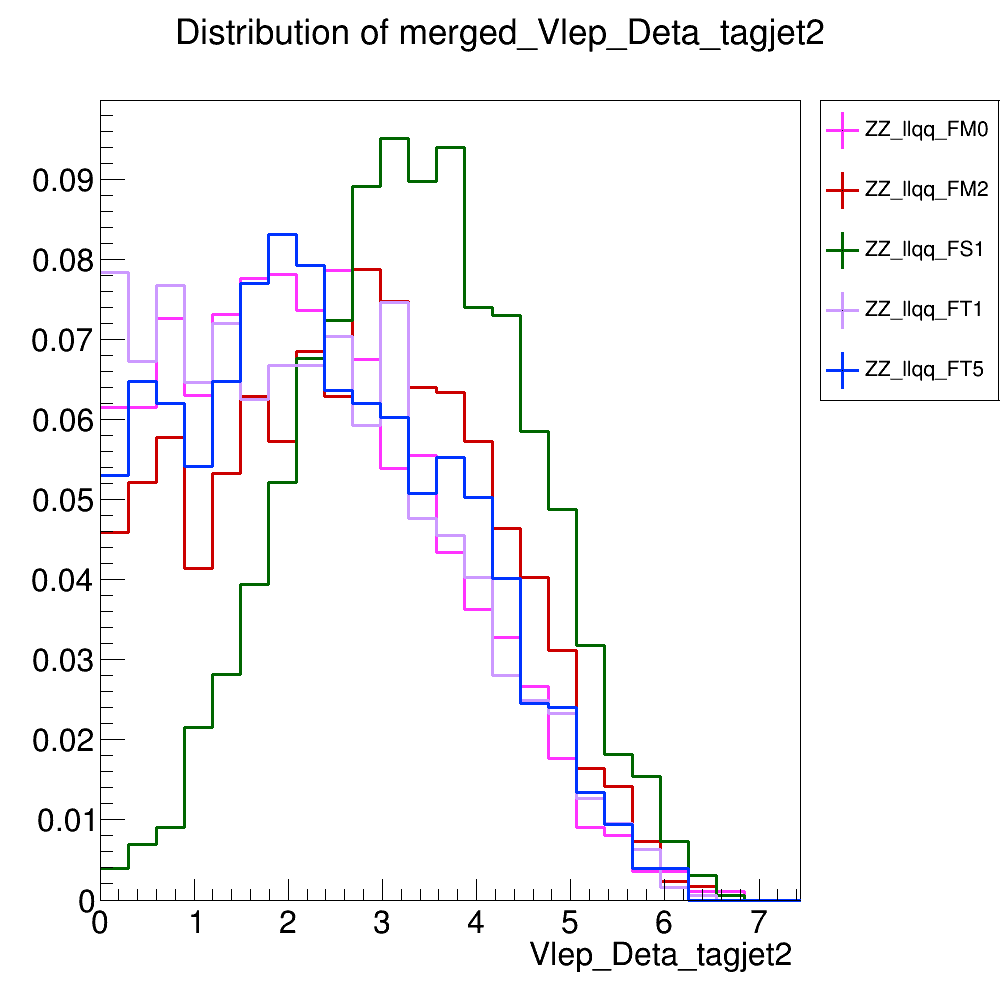 Distribution of merged_Vlep_Deta_tagjet2
ZZ_llqq_FM0
ZZ_llqq_FM2
ZZ_llqq_FS1
ZZ_llqq_FT1
ZZ_llqq_FT5
0.09
0.08
0.07
0.06
0.05
0.04
0.03
0.02
0.01
0
0 1 2 3 4 5 6 7
Vlep_Deta_tagjet2